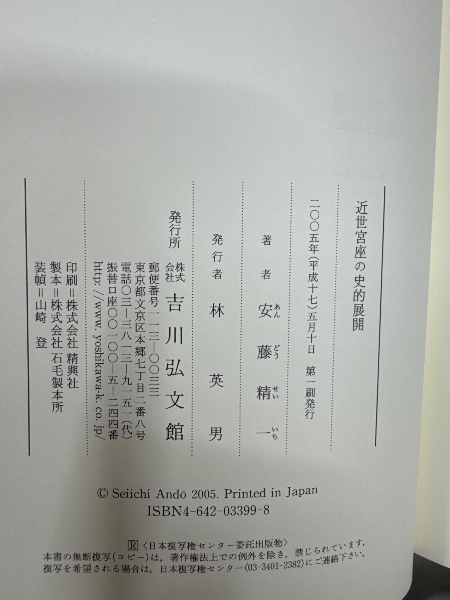 近世宮座の史的展開
二〇〇五年(平成十七)五月十日 第一刷発行
著者 安藤精一
あん どう せい いち
発行者 林英男
発行所 株式会社 吉川弘文館
郵便番号一一三-〇〇三三
東京都文京区本郷七丁目二番八号
電話〇三-三八一三-九一五一(代)
振替口座〇〇一〇〇-五-二四四番
http://www.yoshikawa-k.co.jp/
印刷=株式会社 精興社
製本=株式会社 石毛製本所
装幀=山崎 登
© Seiichi Andō 2005. Printed in Japan
ISBN4-642-03399-8
R〈日本複写権センター委託出版物〉
本書の無断複写(コピー)は、著作権法上での例外を除き、禁じられています。
複写を希望される場合は、日本複写権センター(03-3401-2382)にご連絡下さい。